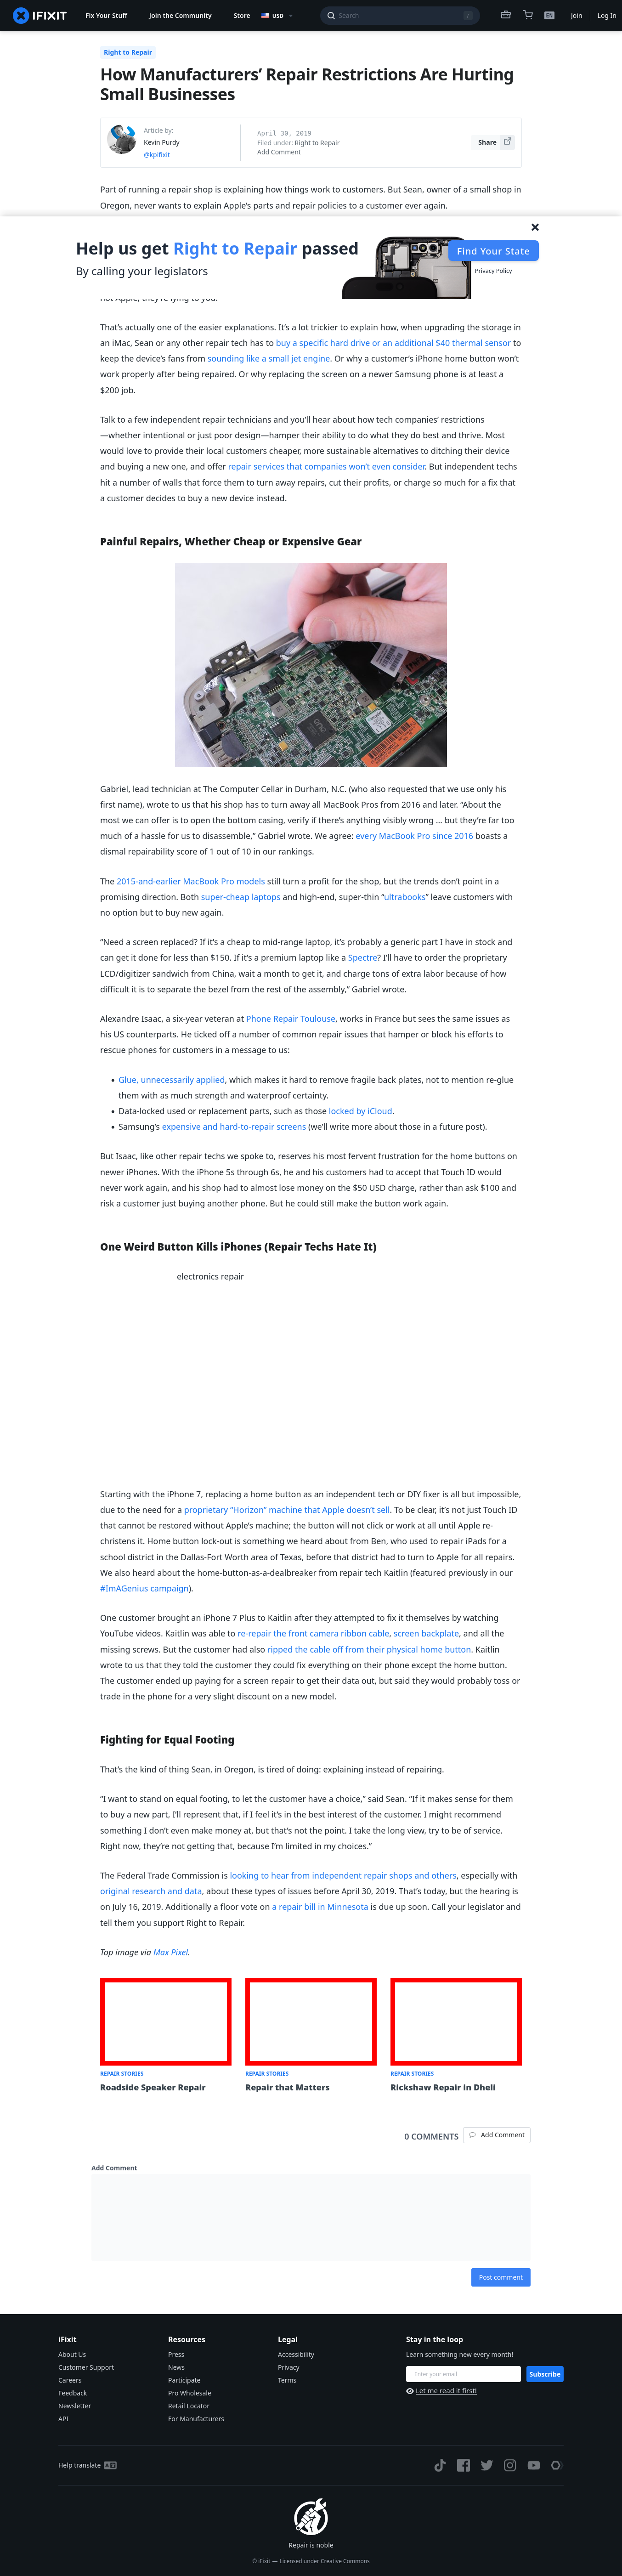 IFIXIT
Fix Your Stuff
Join the Community
Store
USD
Search
/
EN
Join
Log In
Right to Repair
How Manufacturers’ Repair Restrictions Are Hurting
Small Businesses
Article by:
Kevin Purdy
@kpifixit
April 30, 2019
Filed under: Right to Repair
Add Comment
Share
Part of running a repair shop is explaining how things work to customers. But Sean, owner of a small shop in
Oregon, never wants to explain Apple’s parts and repair policies to a customer ever again.
Help us get Right to Repair passed
By calling your legislators
Find Your State
Privacy Policy
not Apple, they’re lying to you.”
That’s actually one of the easier explanations. It’s a lot trickier to explain how, when upgrading the storage in
an iMac, Sean or any other repair tech has to buy a specific hard drive or an additional $40 thermal sensor to
keep the device’s fans from sounding like a small jet engine. Or why a customer’s iPhone home button won’t
work properly after being repaired. Or why replacing the screen on a newer Samsung phone is at least a
$200 job.
Talk to a few independent repair technicians and you’ll hear about how tech companies’ restrictions
—whether intentional or just poor design—hamper their ability to do what they do best and thrive. Most
would love to provide their local customers cheaper, more sustainable alternatives to ditching their device
and buying a new one, and offer repair services that companies won’t even consider. But independent techs
hit a number of walls that force them to turn away repairs, cut their profits, or charge so much for a fix that
a customer decides to buy a new device instead.
Painful Repairs, Whether Cheap or Expensive Gear
Gabriel, lead technician at The Computer Cellar in Durham, N.C. (who also requested that we use only his
first name), wrote to us that his shop has to turn away all MacBook Pros from 2016 and later. “About the
most we can offer is to open the bottom casing, verify if there’s anything visibly wrong … but they’re far too
much of a hassle for us to disassemble,” Gabriel wrote. We agree: every MacBook Pro since 2016 boasts a
dismal repairability score of 1 out of 10 in our rankings.
The 2015-and-earlier MacBook Pro models still turn a profit for the shop, but the trends don’t point in a
promising direction. Both super-cheap laptops and high-end, super-thin “ultrabooks” leave customers with
no option but to buy new again.
“Need a screen replaced? If it’s a cheap to mid-range laptop, it’s probably a generic part I have in stock and
can get it done for less than $150. If it’s a premium laptop like a Spectre? I’ll have to order the proprietary
LCD/digitizer sandwich from China, wait a month to get it, and charge tons of extra labor because of how
difficult it is to separate the bezel from the rest of the assembly,” Gabriel wrote.
Alexandre Isaac, a six-year veteran at Phone Repair Toulouse, works in France but sees the same issues as
his US counterparts. He ticked off a number of common repair issues that hamper or block his efforts to
rescue phones for customers in a message to us:
• Glue, unnecessarily applied, which makes it hard to remove fragile back plates, not to mention re-glue
them with as much strength and waterproof certainty.
• Data-locked used or replacement parts, such as those locked by iCloud.
• Samsung’s expensive and hard-to-repair screens (we’ll write more about those in a future post).
But Isaac, like other repair techs we spoke to, reserves his most fervent frustration for the home buttons on
newer iPhones. With the iPhone 5s through 6s, he and his customers had to accept that Touch ID would
never work again, and his shop had to almost lose money on the $50 USD charge, rather than ask $100 and
risk a customer just buying another phone. But he could still make the button work again.
One Weird Button Kills iPhones (Repair Techs Hate It)
electronics repair
Starting with the iPhone 7, replacing a home button as an independent tech or DIY fixer is all but impossible,
due to the need for a proprietary “Horizon” machine that Apple doesn’t sell. To be clear, it’s not just Touch ID
that cannot be restored without Apple’s machine; the button will not click or work at all until Apple re-
christens it. Home button lock-out is something we heard about from Ben, who used to repair iPads for a
school district in the Dallas-Fort Worth area of Texas, before that district had to turn to Apple for all repairs.
We also heard about the home-button-as-a-dealbreaker from repair tech Kaitlin (featured previously in our
#ImAGenius campaign).
One customer brought an iPhone 7 Plus to Kaitlin after they attempted to fix it themselves by watching
YouTube videos. Kaitlin was able to re-repair the front camera ribbon cable, screen backplate, and all the
missing screws. But the customer had also ripped the cable off from their physical home button. Kaitlin
wrote to us that they told the customer they could fix everything on their phone except the home button.
The customer ended up paying for a screen repair to get their data out, but said they would probably toss or
trade in the phone for a very slight discount on a new model.
Fighting for Equal Footing
That’s the kind of thing Sean, in Oregon, is tired of doing: explaining instead of repairing.
“I want to stand on equal footing, to let the customer have a choice,” said Sean. “If it makes sense for them
to buy a new part, I’ll represent that, if I feel it’s in the best interest of the customer. I might recommend
something I don’t even make money at, but that’s not the point. I take the long view, try to be of service.
Right now, they’re not getting that, because I’m limited in my choices.”
The Federal Trade Commission is looking to hear from independent repair shops and others, especially with
original research and data, about these types of issues before April 30, 2019. That’s today, but the hearing is
on July 16, 2019. Additionally a floor vote on a repair bill in Minnesota is due up soon. Call your legislator and
tell them you support Right to Repair.
Top image via Max Pixel.
REPAIR STORIES
Roadside Speaker Repair
REPAIR STORIES
Repair that Matters
REPAIR STORIES
Rickshaw Repair in Dheli
0 COMMENTS
Add Comment
Add Comment
Post comment
iFixit
About Us
Customer Support
Careers
Feedback
Newsletter
API
Resources
Press
News
Participate
Pro Wholesale
Retail Locator
For Manufacturers
Legal
Accessibility
Privacy
Terms
Stay in the loop
Learn something new every month!
Enter your email
Subscribe
Let me read it first!
Help translate
Repair is noble
© iFixit — Licensed under Creative Commons